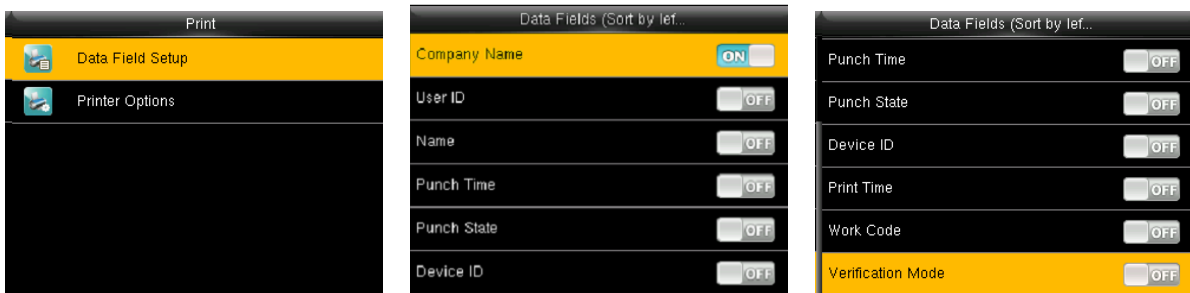 Print
Data Field Setup
Printer Options
Data Fields (Sort by lef...
Company Name ON
User ID OFF
Name OFF
Punch Time OFF
Punch State OFF
Device ID OFF
Data Fields (Sort by lef...
Punch Time OFF
Punch State OFF
Device ID OFF
Print Time OFF
Work Code OFF
Verification Mode OFF